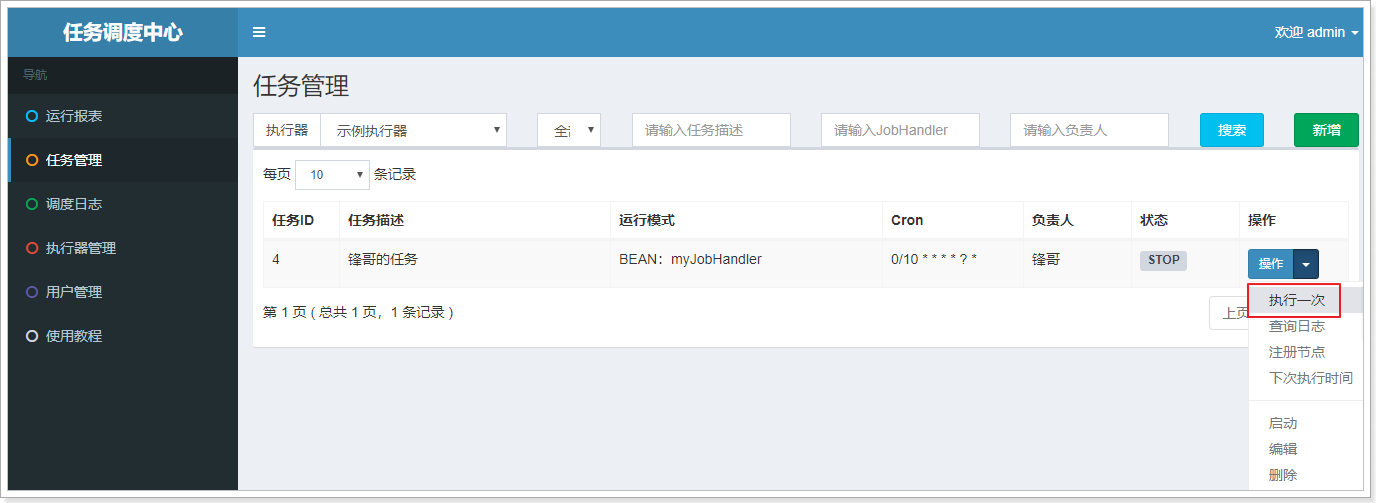 任务调度中心
欢迎 admin
导航
运行报表
任务管理
调度日志
执行器管理
用户管理
使用教程
任务管理
执行器 示例执行器 请输入任务描述 请输入JobHandler 请输入负责人 搜索 新增
每页 10 条记录
任务ID 任务描述 运行模式 Cron 负责人 状态 操作
4 锋哥的任务 BEAN：myJobHandler 0/10 * * * * ? * 锋哥 STOP 操作
第 1 页 ( 总共 1 页，1 条记录 ) 上页
执行一次
查询日志
注册节点
下次执行时间
启动
编辑
删除